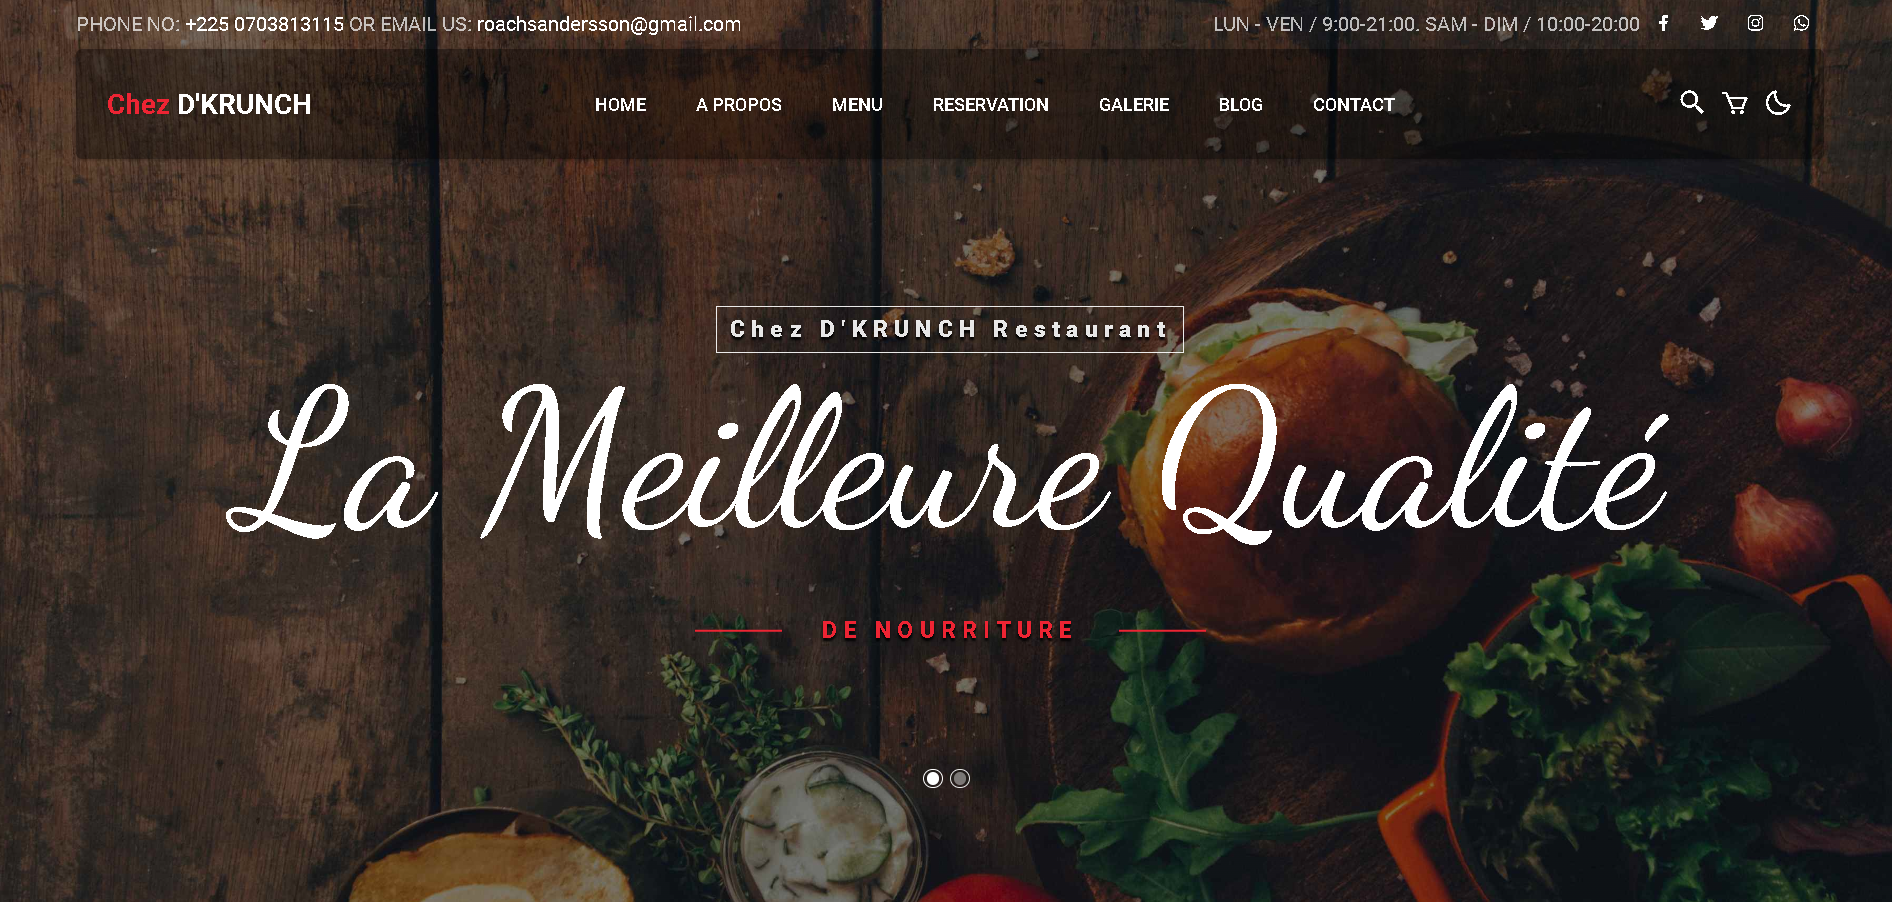 PHONE NO: +225 0703813115 OR EMAIL US: roachsandersson@gmail.com
LUN - VEN / 9:00-21:00. SAM - DIM / 10:00-20:00
Chez D'KRUNCH
HOME A PROPOS MENU RESERVATION GALERIE BLOG CONTACT
Chez D'KRUNCH Restaurant
La Meilleure Qualité
DE NOURRITURE